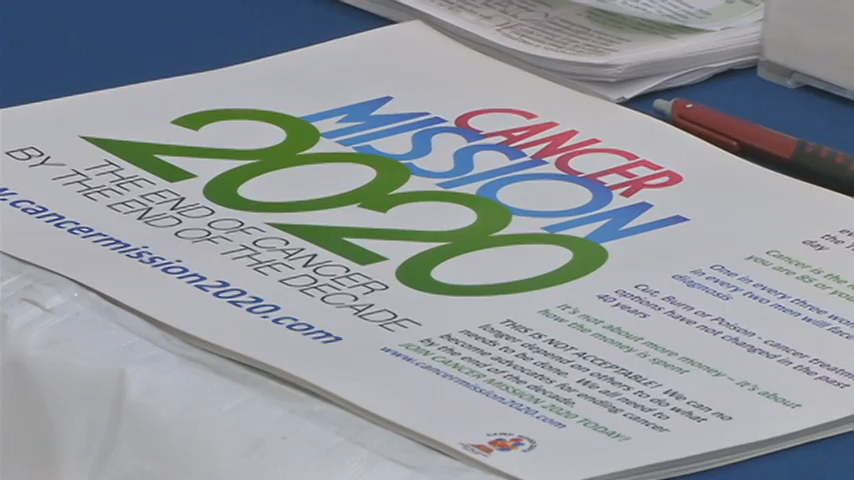 CANCER
MISSION
2020
THE END OF CANCER
BY THE END OF THE DECADE
.cancermission2020.com
day
Cancer is the
you are 85 or
One in every three
in every two men will face
diagnosis
Cut, Burn or Poison - cancer
options have not changed in the past
40 years
It's not about more money - it's about
how the money is spent
THIS IS NOT ACCEPTABLE! We can no
longer depend on others to do what
needs to be done. We all need to
become advocates for ending cancer
by the end of the decade.
JOIN CANCER MISSION 2020 TODAY!
www.cancermission2020.com